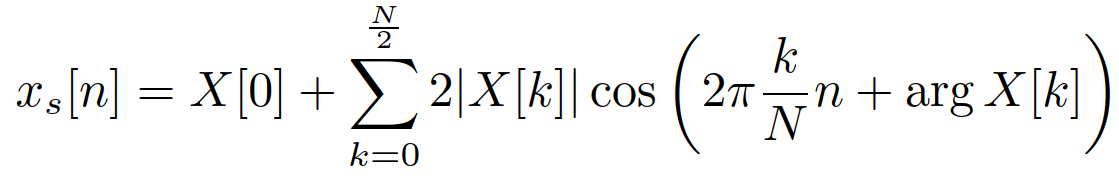 x_s[n] = X[0] + \sum_{k=0}^{\frac{N}{2}} 2|X[k]| \cos \left( 2\pi \frac{k}{N} n + \arg X[k] \right)